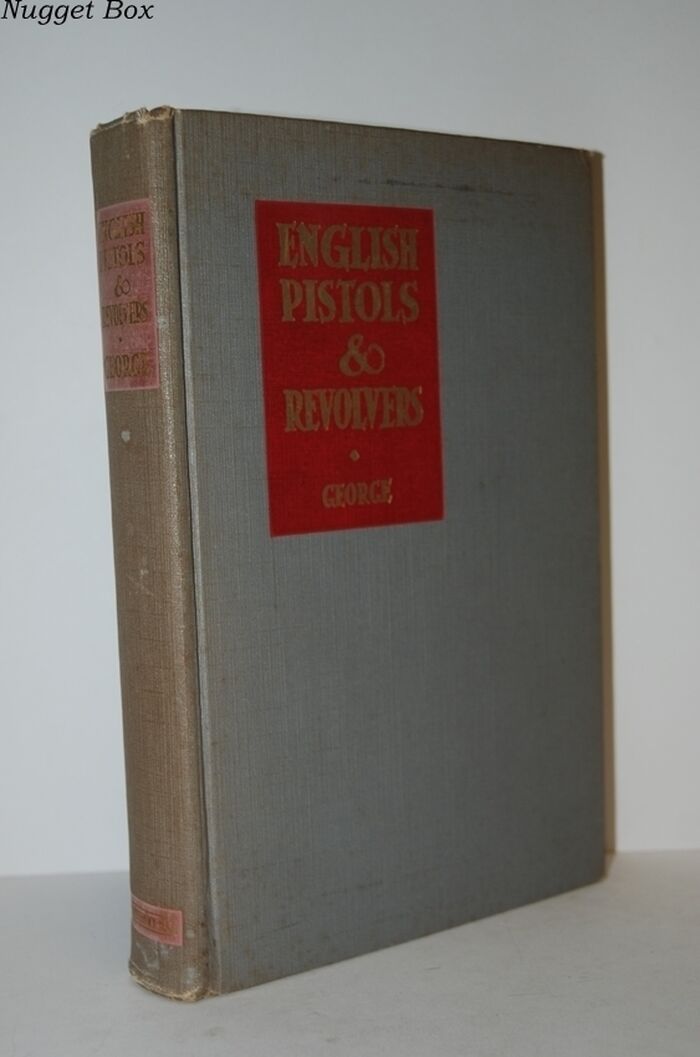 Nugget Box
ENGLISH
PISTOLS
&
REVOLVERS
GEORGE
ENGLISH
PISTOLS
&
REVOLVERS
•
GEORGE